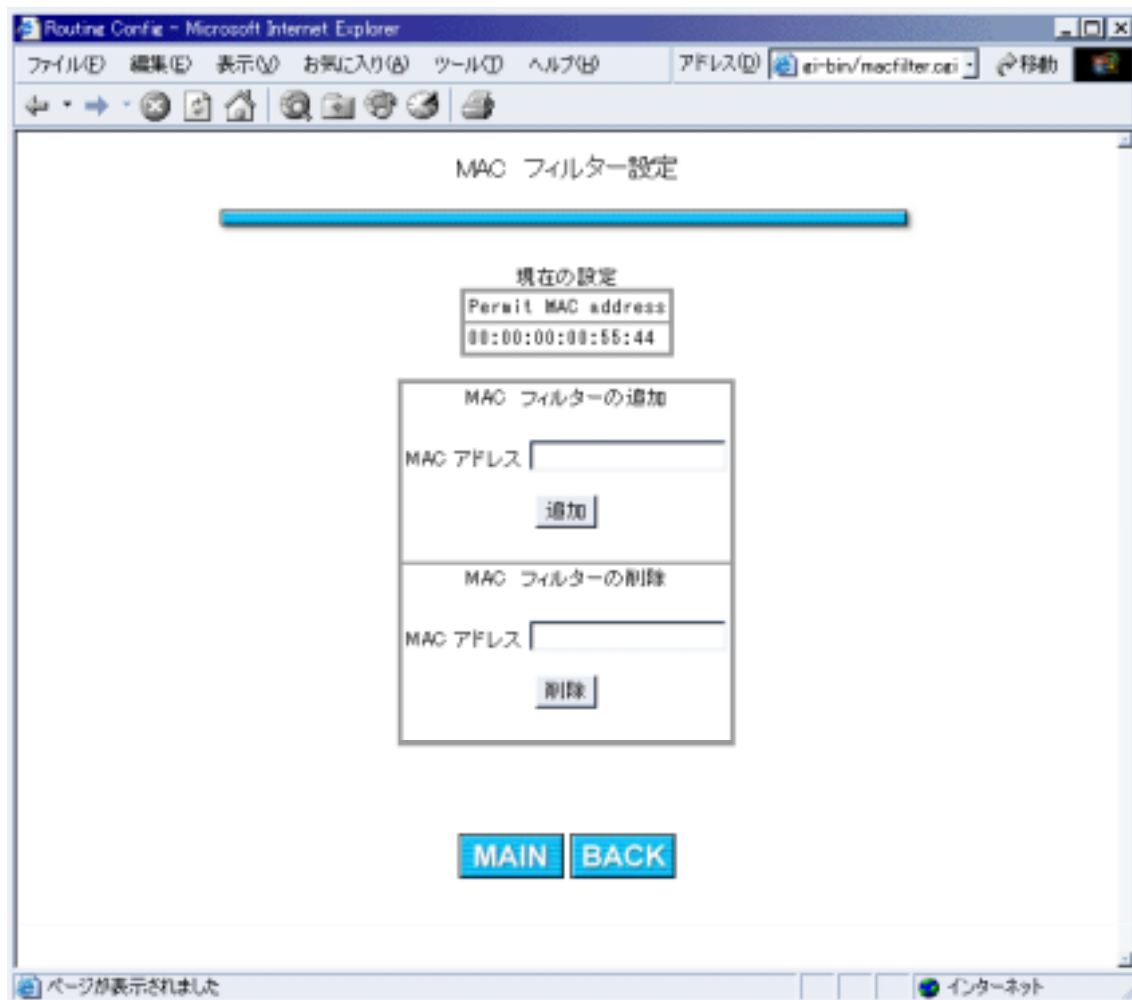 Routing Config - Microsoft Internet Explorer
ファイル(F) 編集(E) 表示(V) お気に入り(A) ツール(T) ヘルプ(H) アドレス(D) gi-bin/macfilter.cgi 移動
MAC フィルター設定
現在の設定
Permit MAC address
00:00:00:00:55:44
MAC フィルターの追加
MAC アドレス
追加
MAC フィルターの削除
MAC アドレス
削除
MAIN BACK
ページが表示されました インターネット